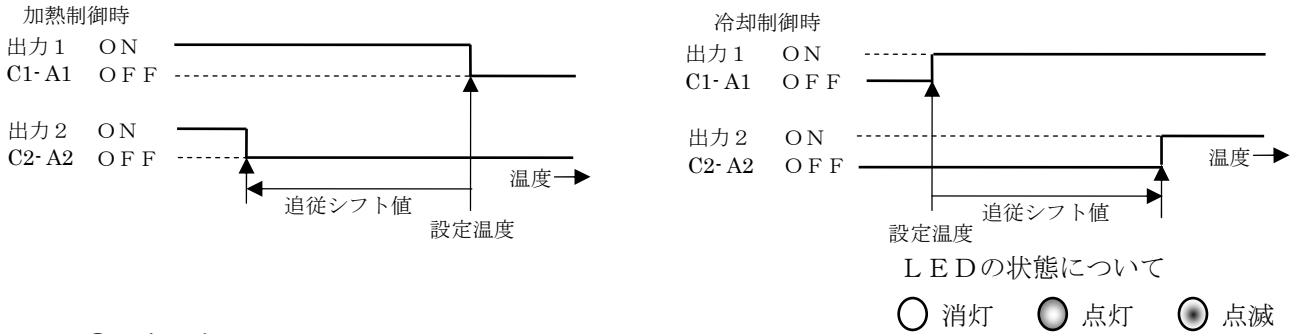 加熱制御時
出力1 ON
C1-A1 OFF
出力2 ON
C2-A2 OFF
温度
追従シフト値
設定温度
冷却制御時
出力1 ON
C1-A1 OFF
出力2 ON
C2-A2 OFF
温度
追従シフト値
設定温度
LEDの状態について
消灯 点灯 点滅